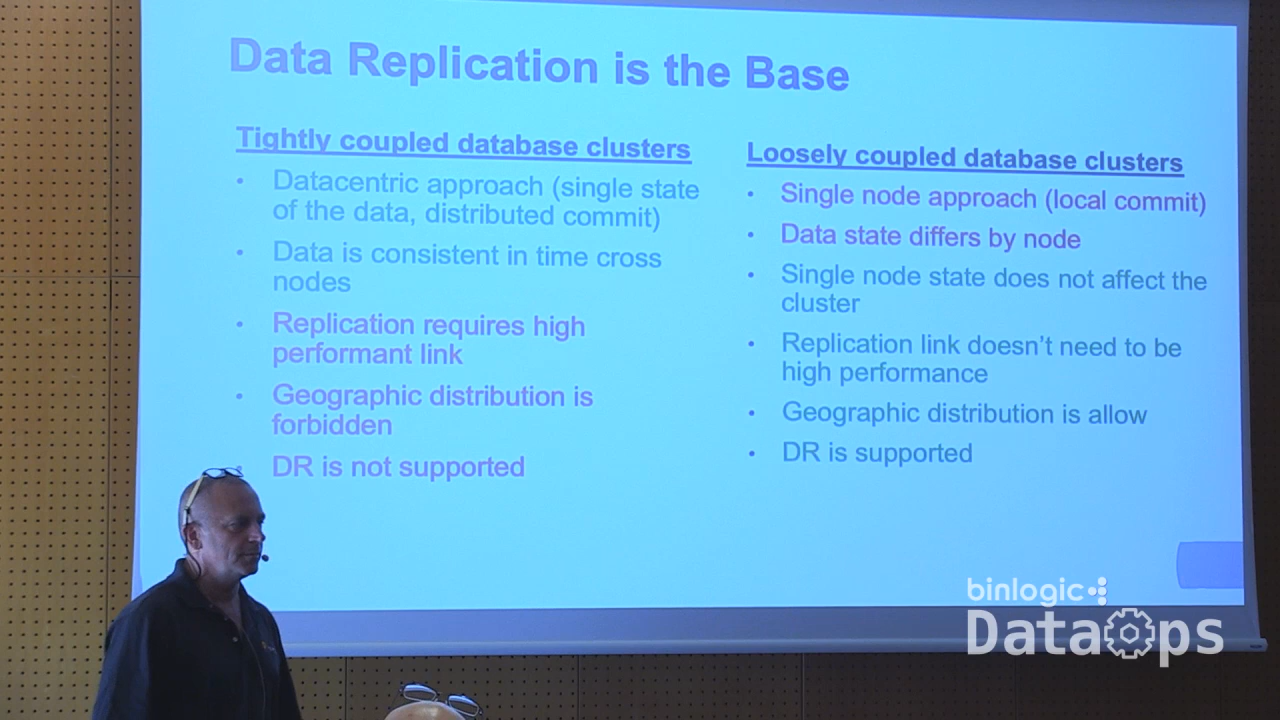 Data Replication is the Base
Tightly coupled database clusters
• Datacentric approach (single state
of the data, distributed commit)
• Data is consistent in time cross
nodes
• Replication requires high
performant link
• Geographic distribution is
forbidden
DR is not supported
Loosely coupled database clusters
• Single node approach (local commit)
• Data state differs by node
• Single node state does not affect the
cluster
• Replication link doesn't need to be
high performance
• Geographic distribution is allow
• DR is supported
binlogic
DataOps